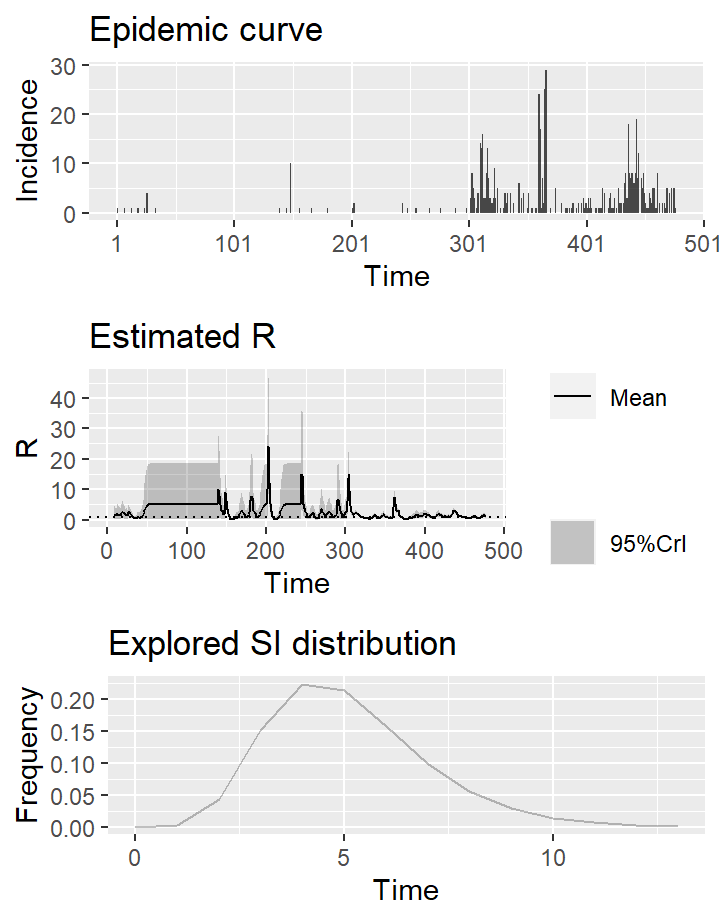 Epidemic curve
30
20
10
0
Incidence
1 101 201 301 401 501
Time
Estimated R
40
30
20
10
0
R
0 100 200 300 400 500
Time
Mean
95%CrI
Explored SI distribution
0.20
0.15
0.10
0.05
0.00
Frequency
0 5 10
Time